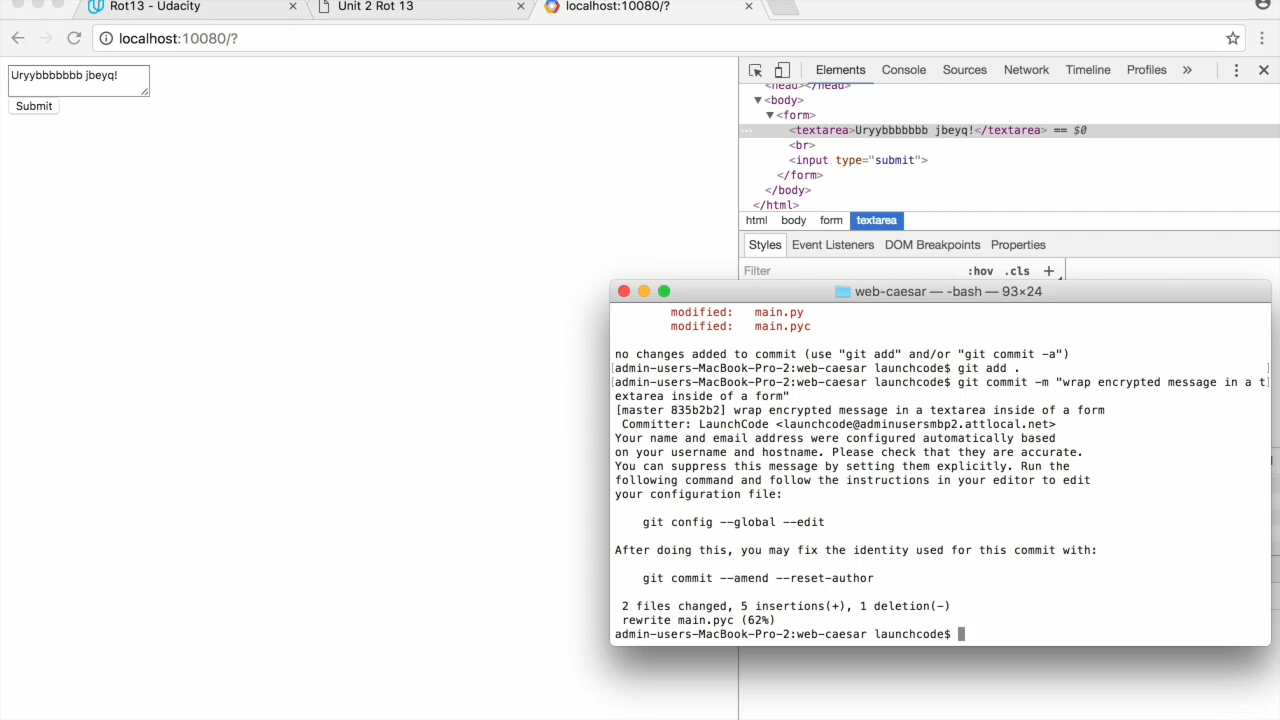 Rot13 - Udacity × Unit 2 Rot 13 × localhost:10080/? ×
localhost:10080/?
Uryybbbbbbb jbeyq!
Submit
Elements Console Sources Network Timeline Profiles »
<head></head>
▼<body>
▼<form>
... <textarea>Uryybbbbbbb jbeyq!</textarea> == $0
<br>
<input type="submit">
</form>
</body>
</html>
html body form textarea
Styles Event Listeners DOM Breakpoints Properties
Filter :hov .cls +
web-caesar — -bash — 93×24
modified: main.py
modified: main.pyc
no changes added to commit (use "git add" and/or "git commit -a")
[admin-users-MacBook-Pro-2:web-caesar launchcode$ git add . ]
[admin-users-MacBook-Pro-2:web-caesar launchcode$ git commit -m "wrap encrypted message in a t]
extarea inside of a form"
[master 835b2b2] wrap encrypted message in a textarea inside of a form
Committer: LaunchCode <launchcode@adminusersmbp2.attlocal.net>
Your name and email address were configured automatically based
on your username and hostname. Please check that they are accurate.
You can suppress this message by setting them explicitly. Run the
following command and follow the instructions in your editor to edit
your configuration file:
git config --global --edit
After doing this, you may fix the identity used for this commit with:
git commit --amend --reset-author
2 files changed, 5 insertions(+), 1 deletion(-)
rewrite main.pyc (62%)
admin-users-MacBook-Pro-2:web-caesar launchcode$